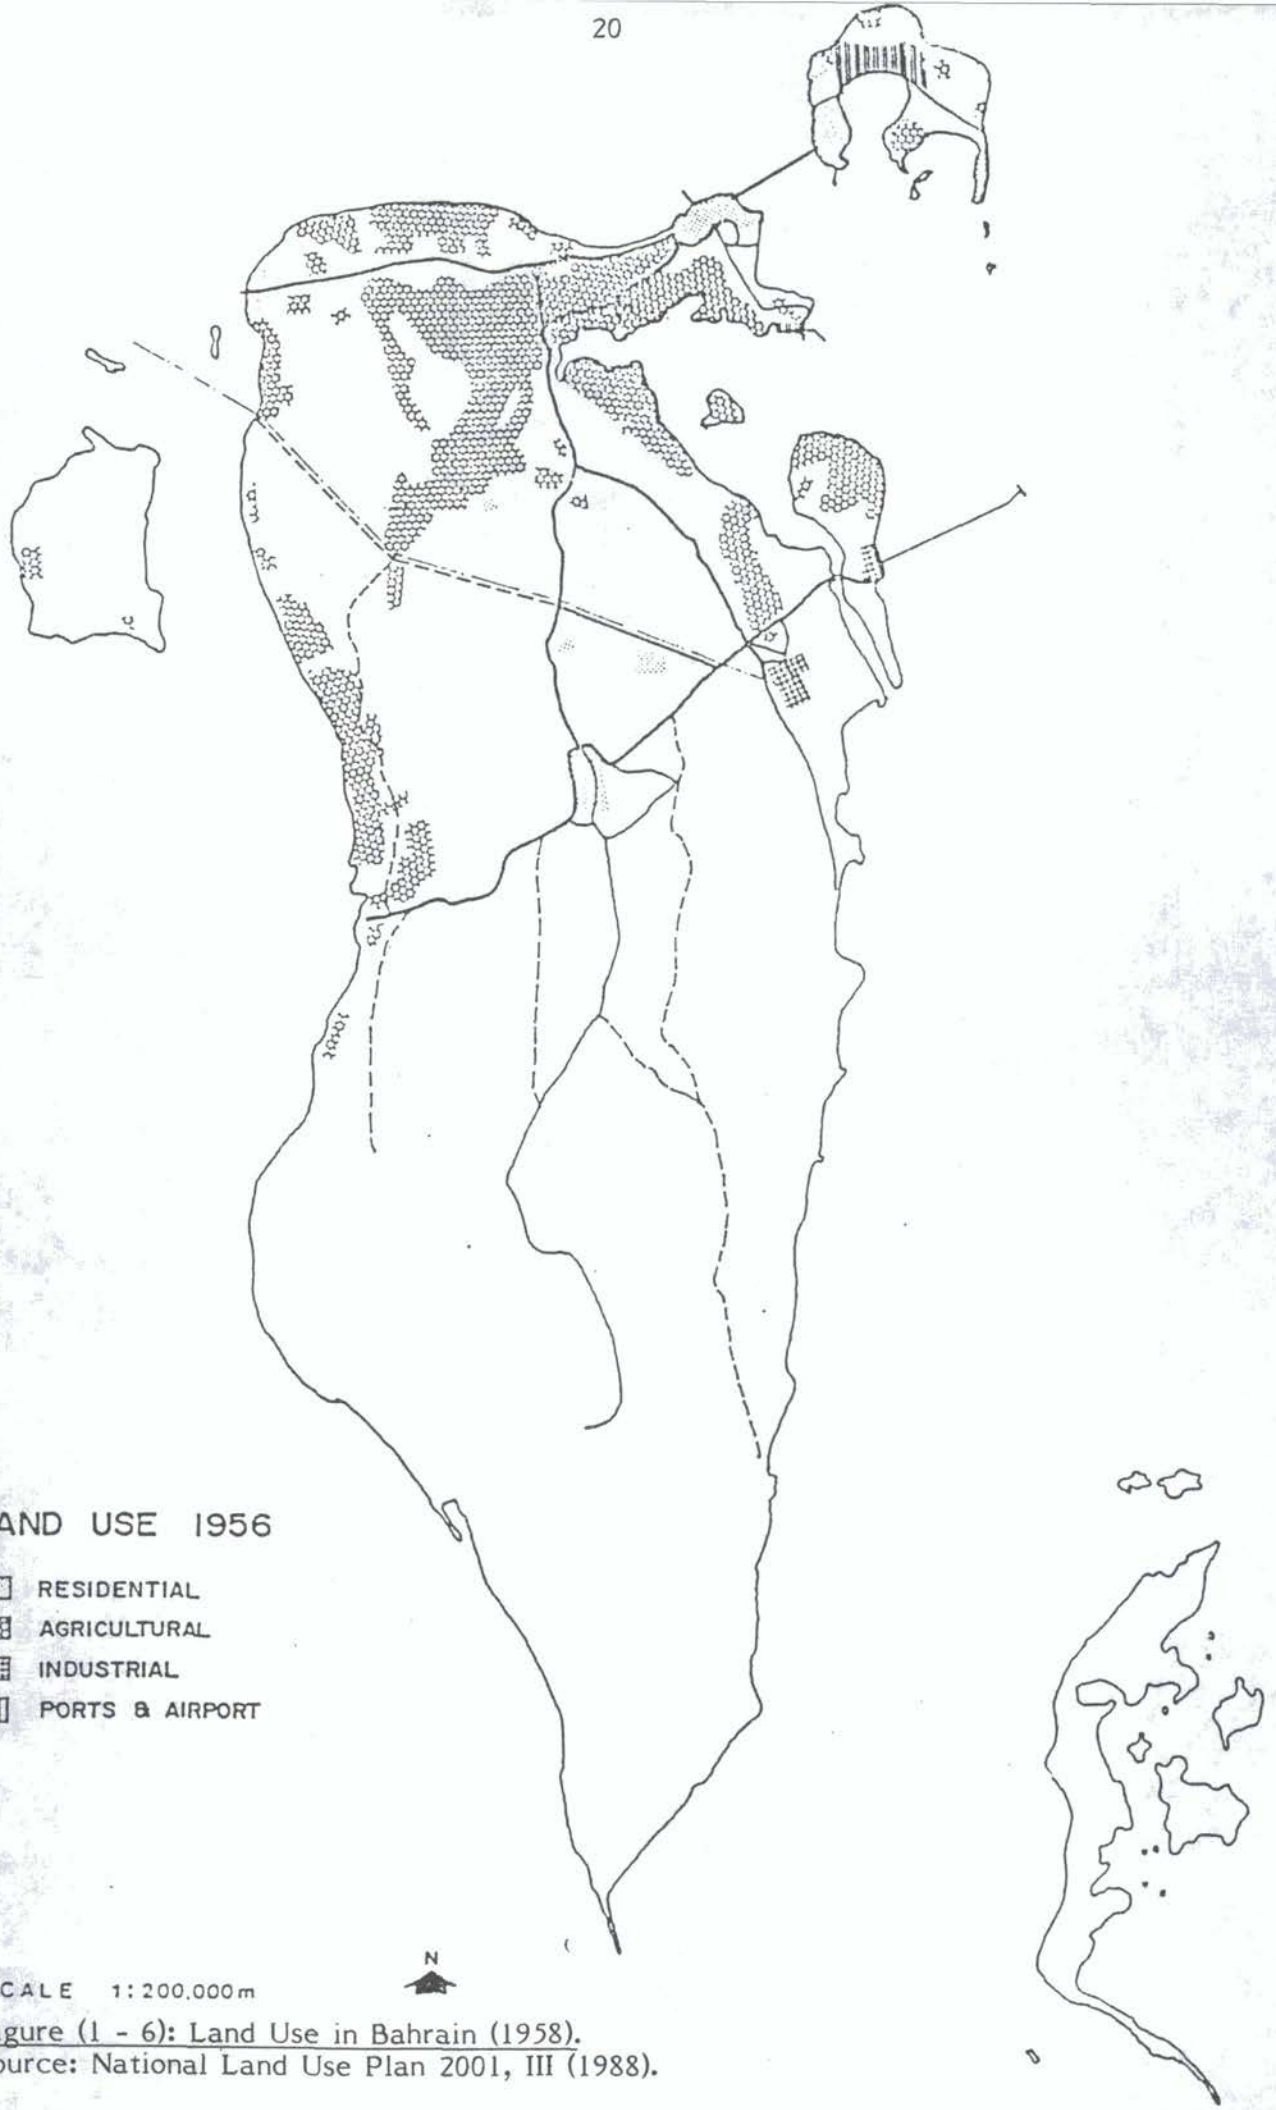 20
AND USE 1956
RESIDENTIAL
AGRICULTURAL
INDUSTRIAL
PORTS & AIRPORT
N
CALE 1:200,000m
gure (1 - 6): Land Use in Bahrain (1958).
ource: National Land Use Plan 2001, III (1988).